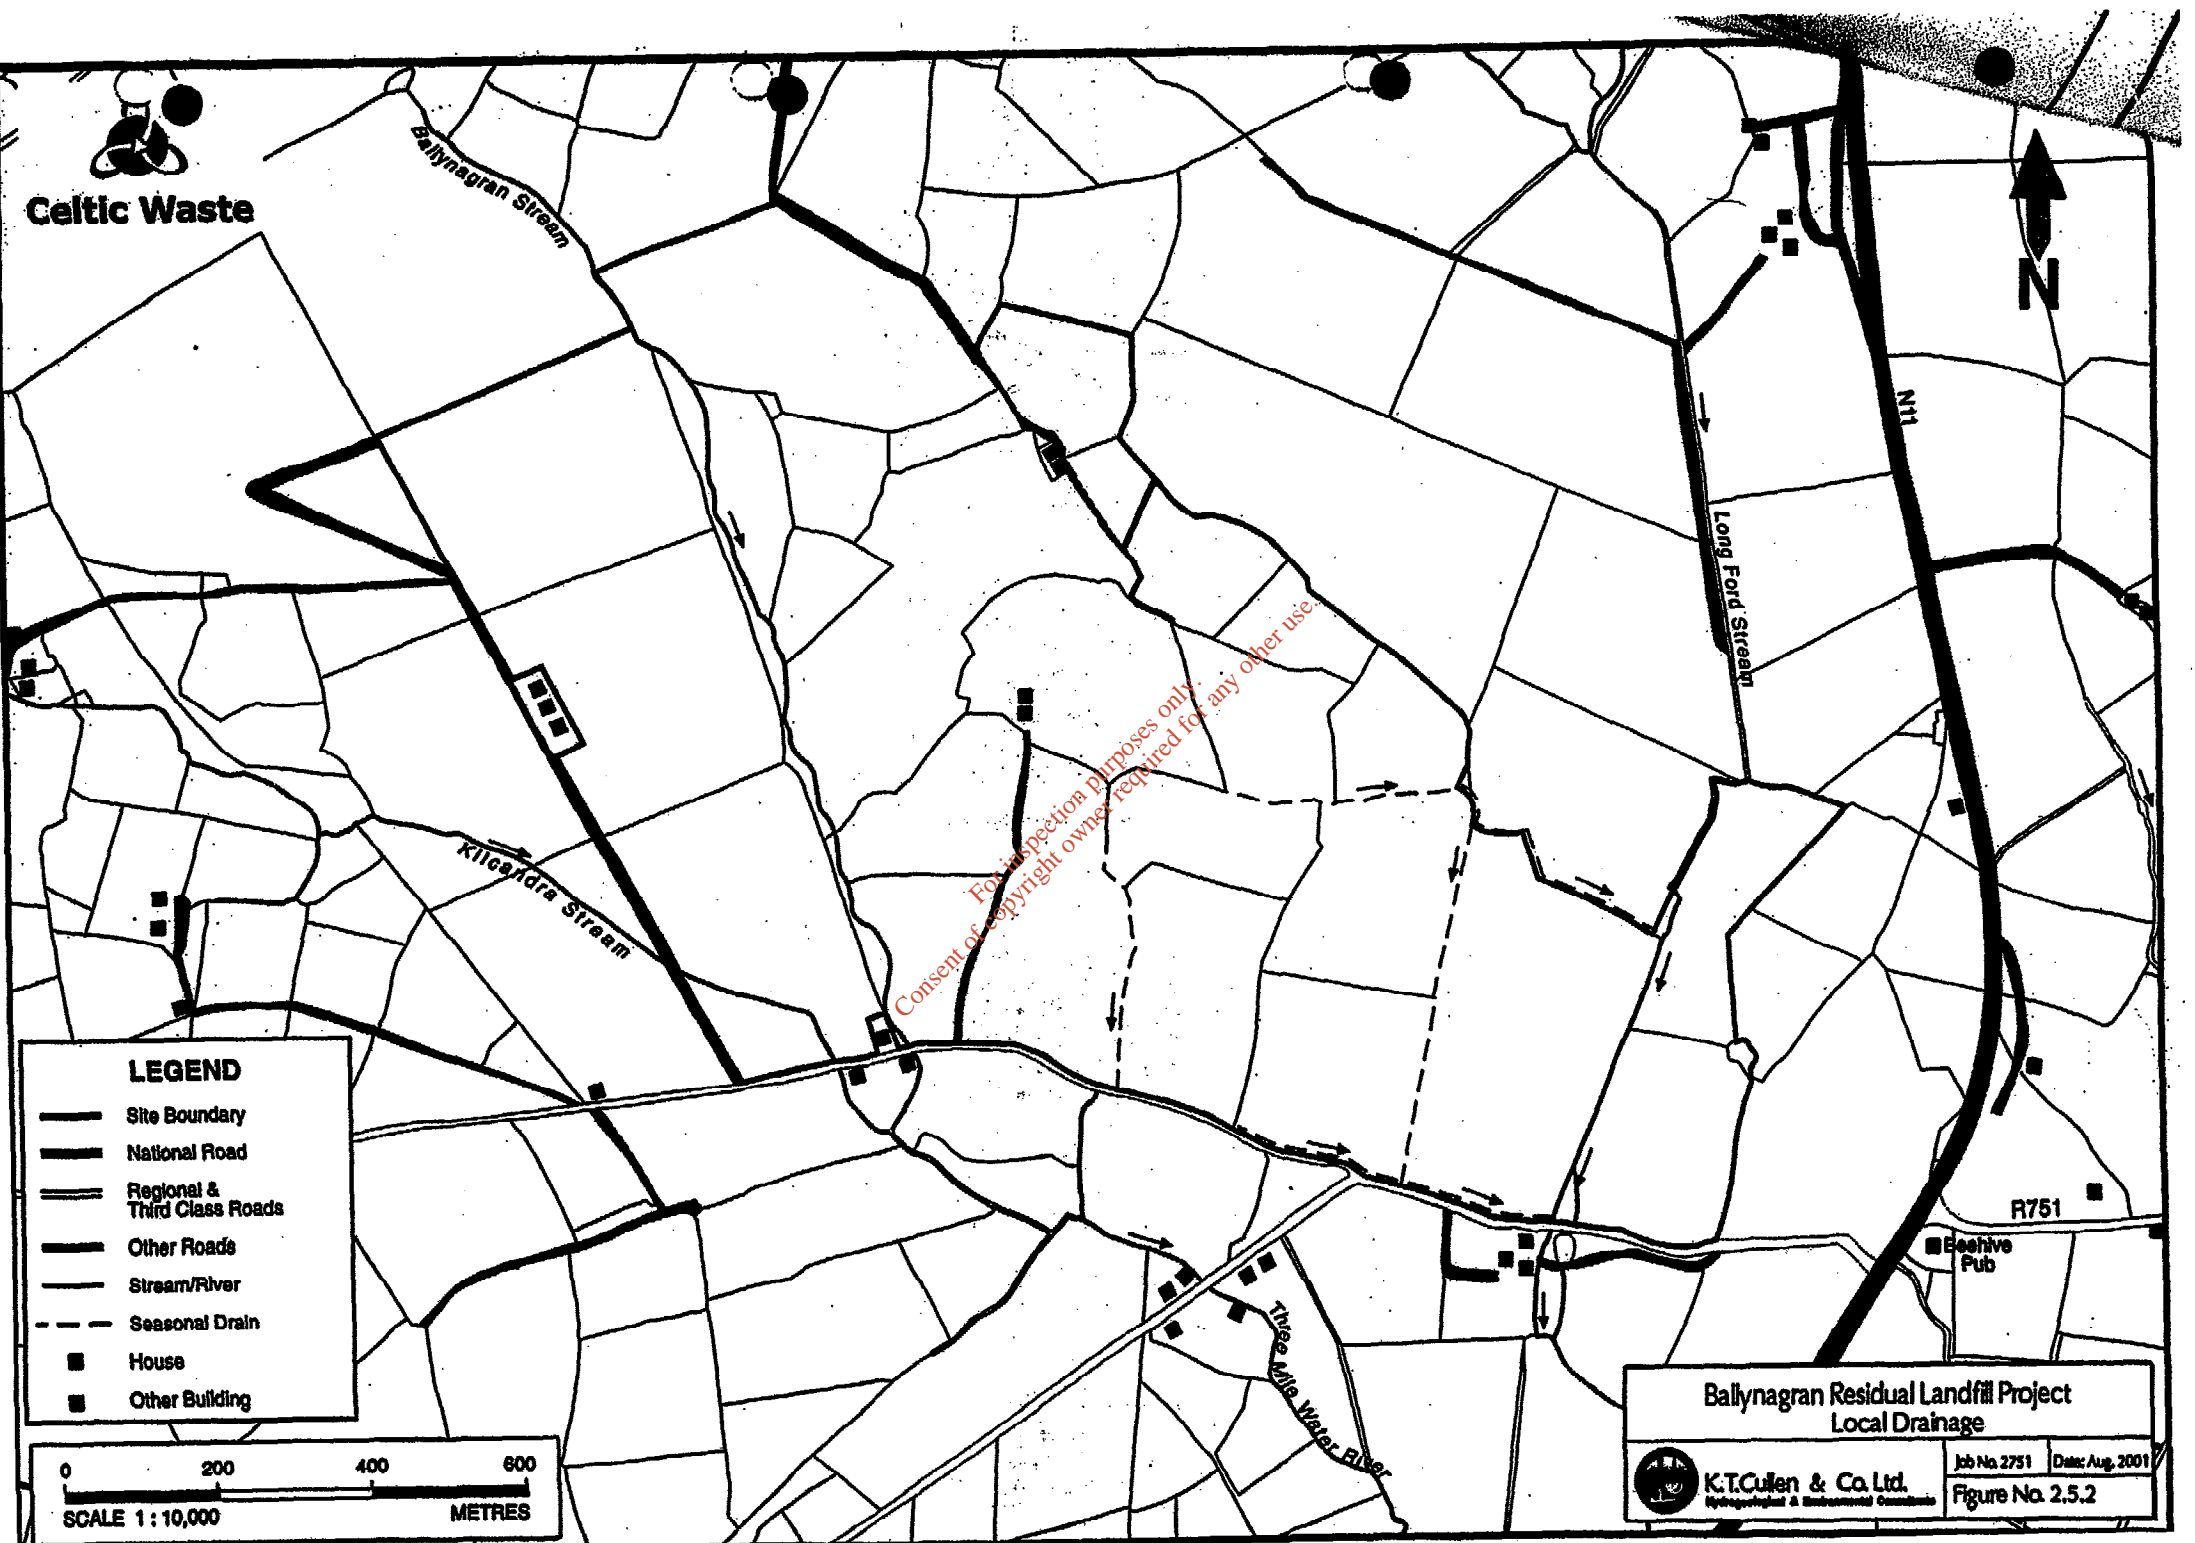 Celtic Waste
Ballynagran Stream
N
N11
Long Ford Stream
Kilcandra Stream
For inspection purposes only.
Consent of copyright owner required for any other use.
LEGEND
Site Boundary
National Road
Regional &
Third Class Roads
Other Roads
Stream/River
Seasonal Drain
House
Other Building
R751
Beehive
Pub
Three Mile Water River
0 200 400 600
SCALE 1 : 10,000 METRES
Ballynagran Residual Landfill Project
Local Drainage
K.T.Cullen & Co. Ltd.
Hydrogeological & Environmental Consultants
Job No. 2751
Date: Aug. 2001
Figure No. 2.5.2